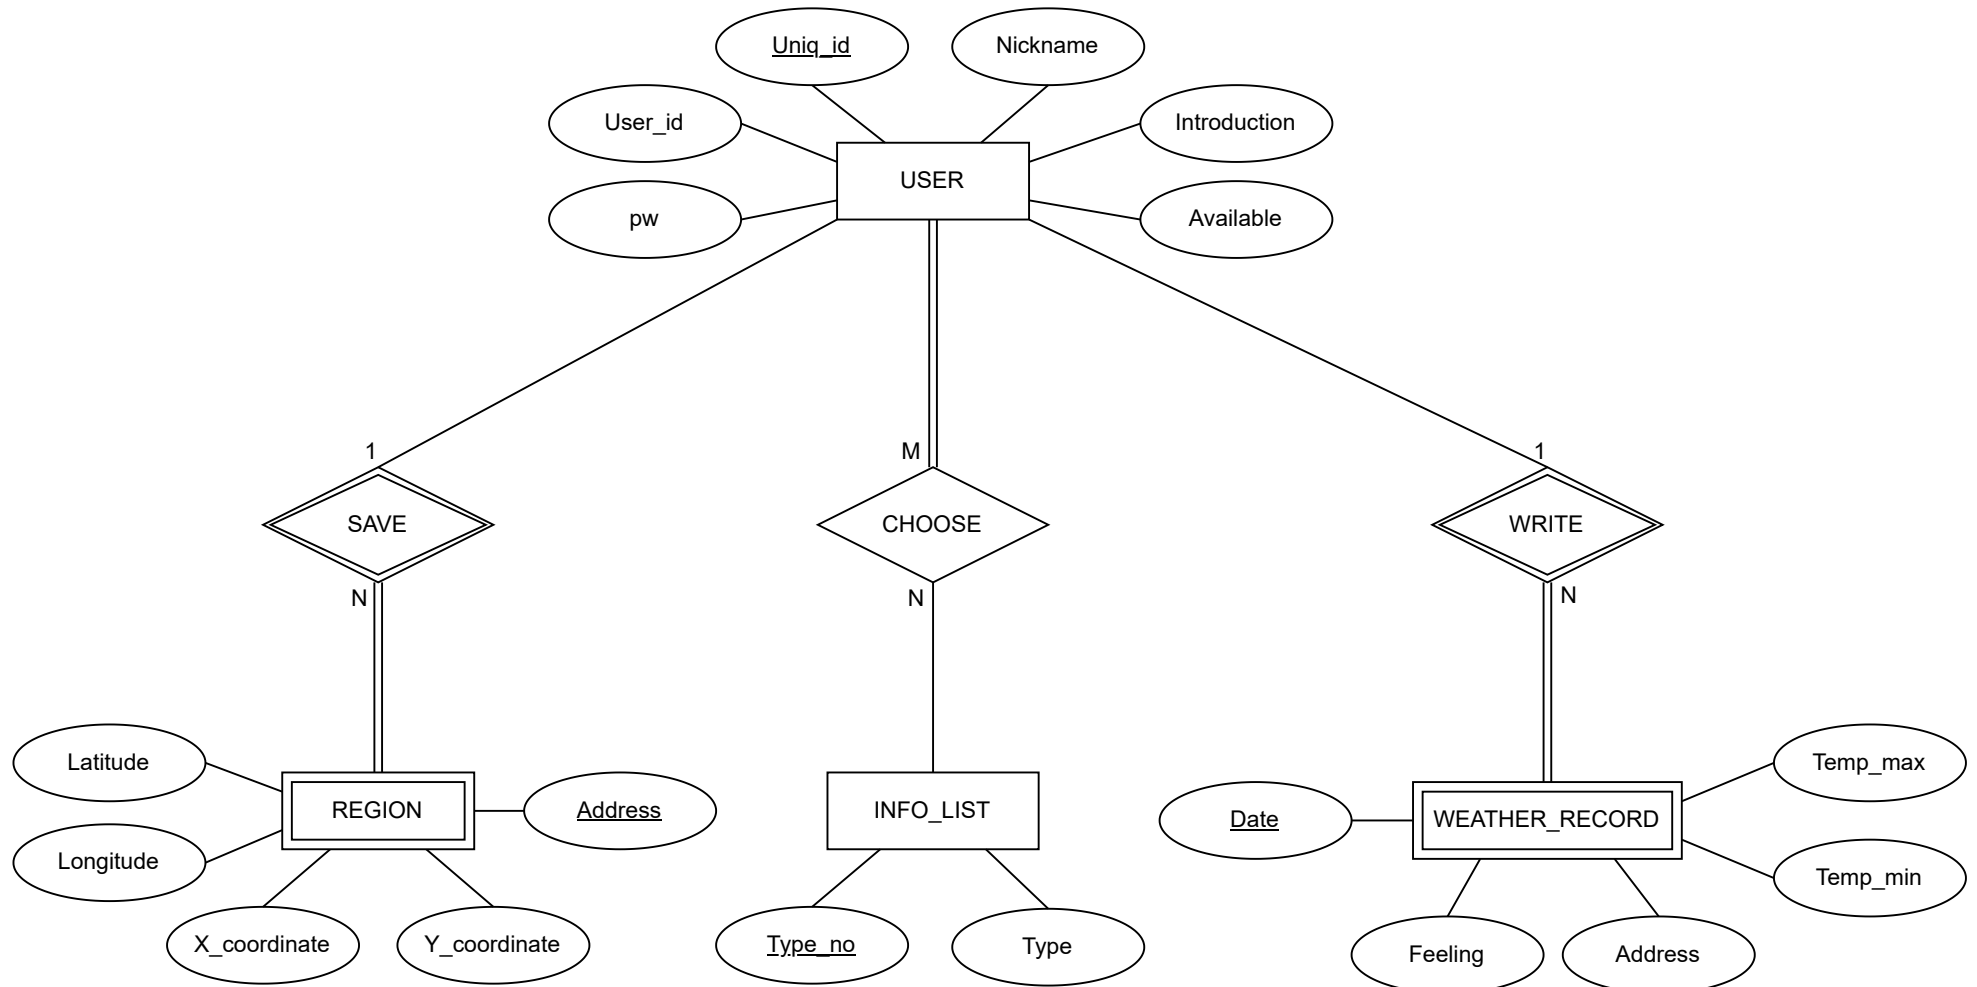 Uniq_id
Nickname
User_id
Introduction
USER
pw
Available
1
M
1
SAVE
CHOOSE
WRITE
N
N
N
Latitude
Temp_max
REGION
Address
INFO_LIST
Date
WEATHER_RECORD
Longitude
Temp_min
X_coordinate
Y_coordinate
Type_no
Type
Feeling
Address